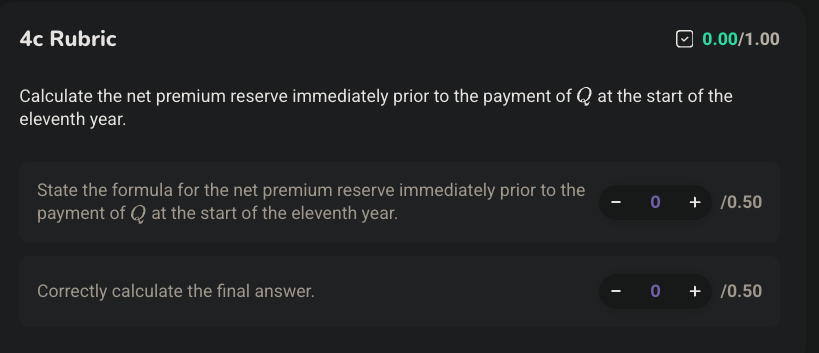 4c Rubric
0.00/1.00
Calculate the net premium reserve immediately prior to the payment of Q at the start of the
eleventh year.
State the formula for the net premium reserve immediately prior to the
payment of Q at the start of the eleventh year.
− 0 + /0.50
Correctly calculate the final answer.
− 0 + /0.50